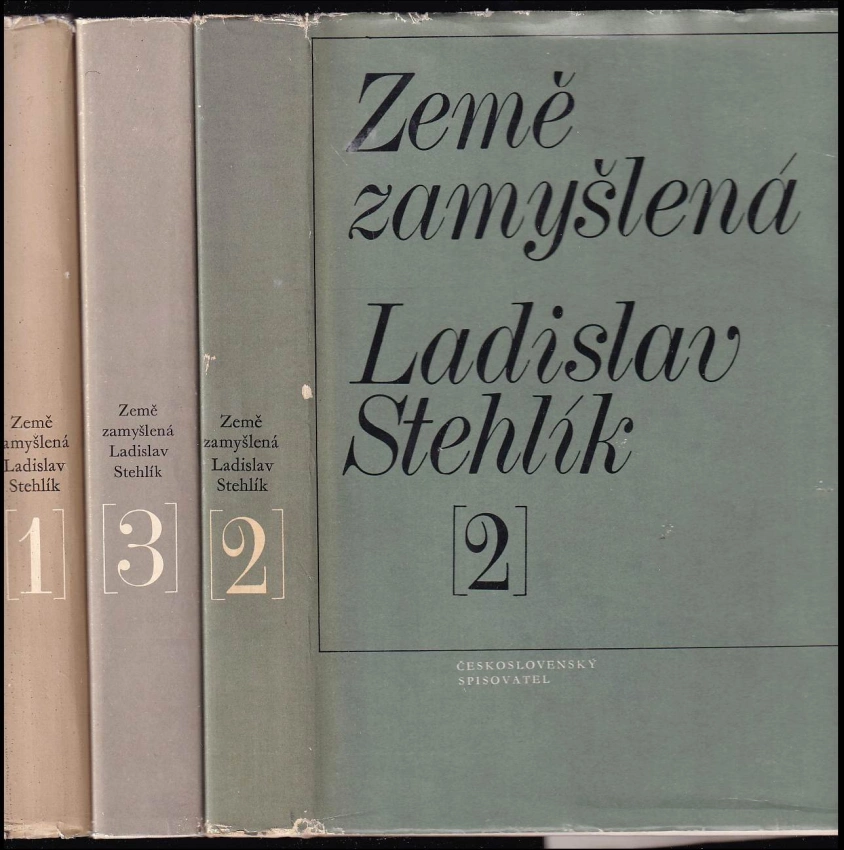 Země
zamyšlená
Ladislav
Stehlík
[1]
Země
zamyšlená
Ladislav
Stehlík
[3]
Země
zamyšlená
Ladislav
Stehlík
[2]
Země
zamyšlená
Ladislav
Stehlík
[2]
ČESKOSLOVENSKÝ
SPISOVATEL